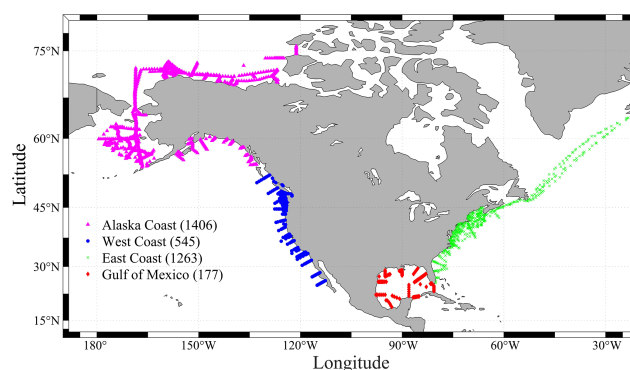 75°N
60°N
45°N
30°N
15°N
Latitude
Alaska Coast (1406)
West Coast (545)
East Coast (1263)
Gulf of Mexico (177)
180° 150°W 120°W 90°W 60°W 30°W
Longitude